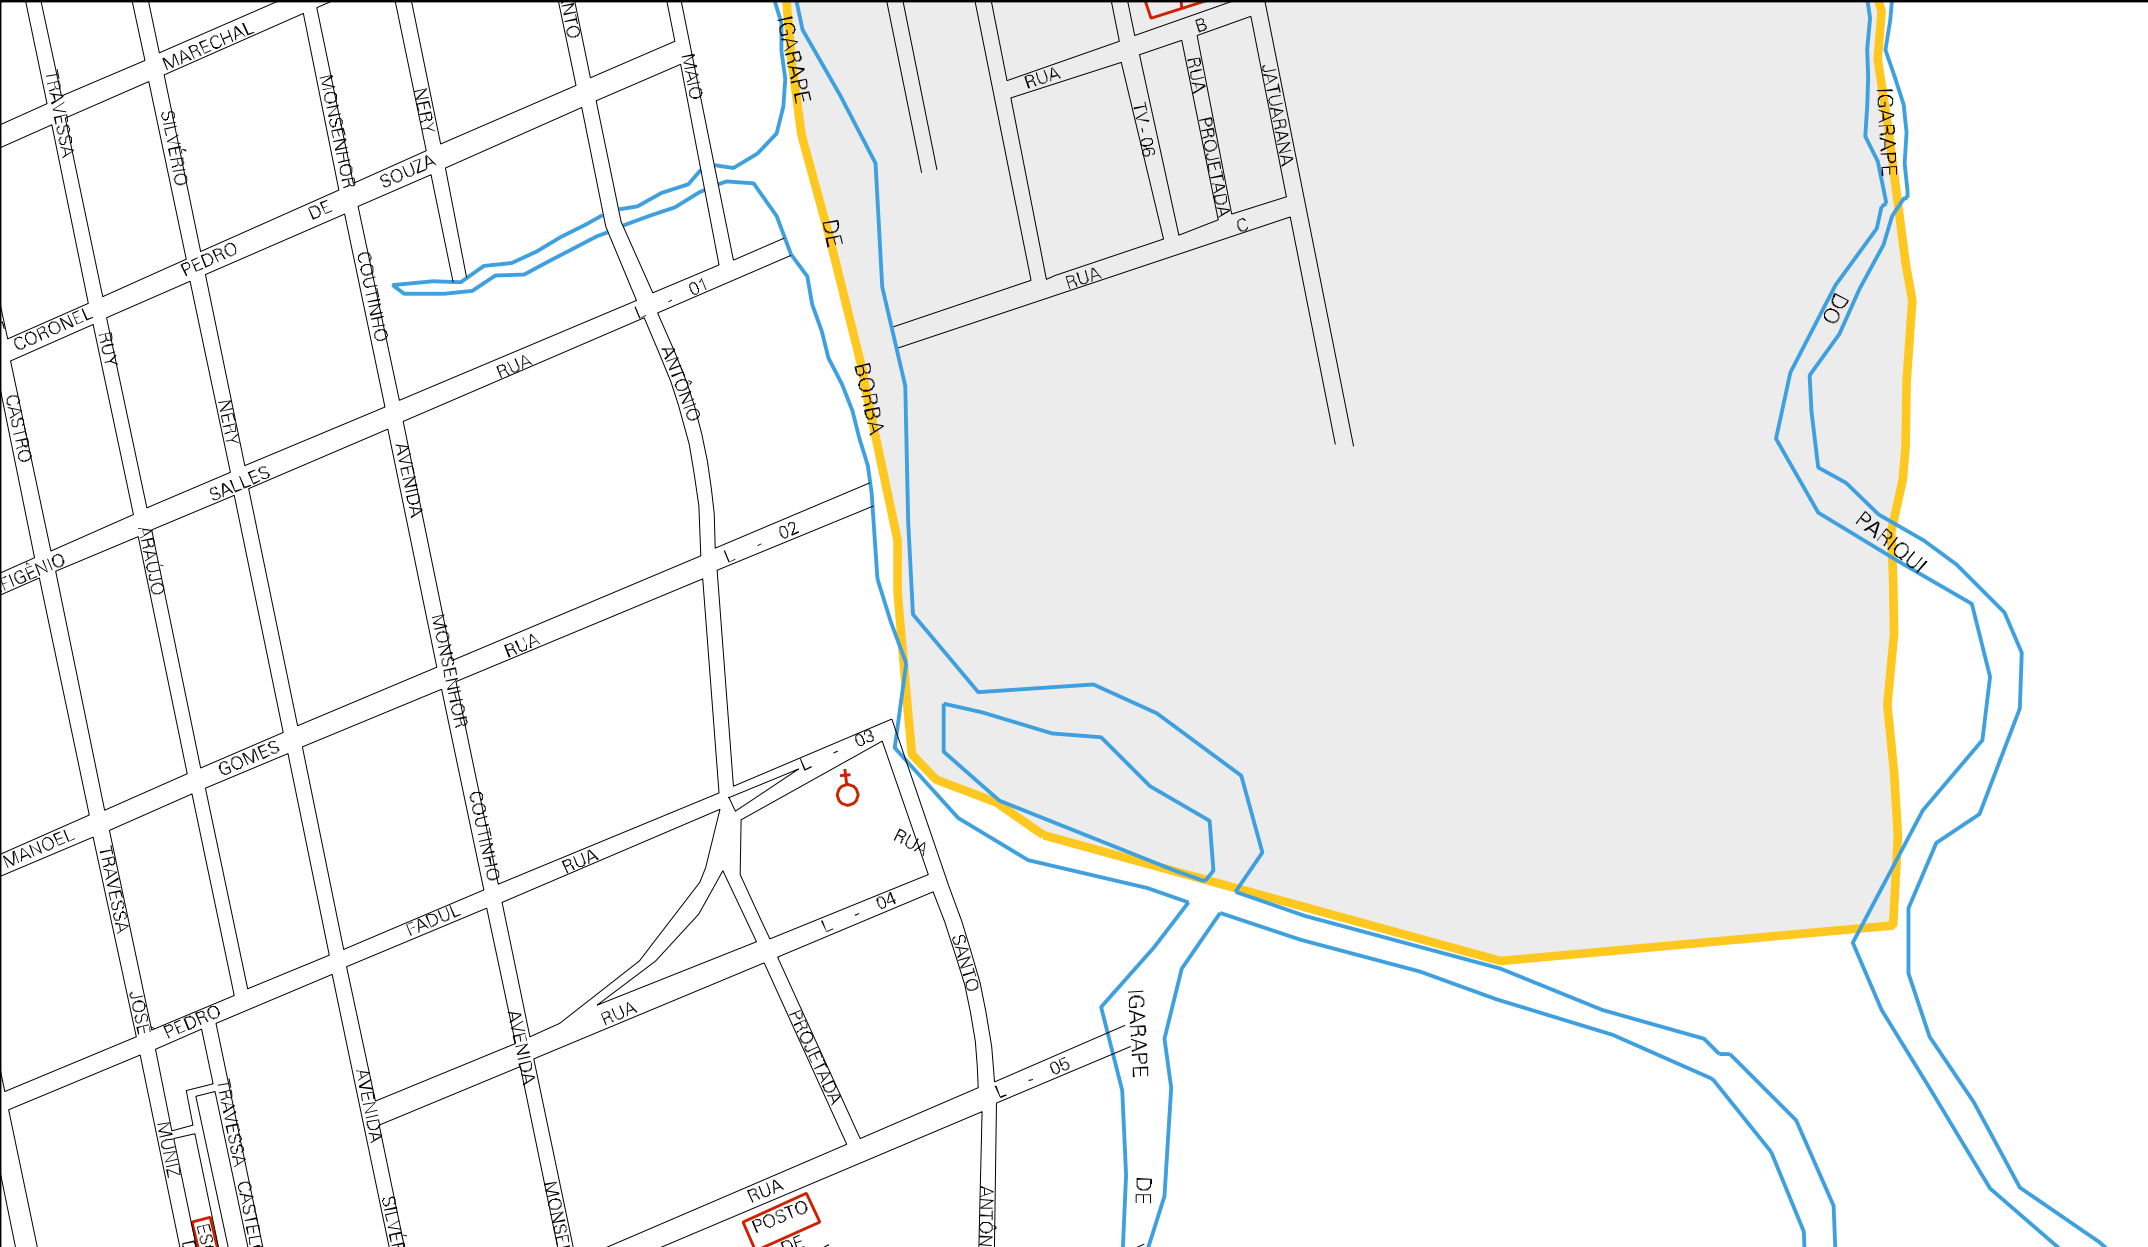 MARECHAL
TRAVESSA
SILVÉRIO
MONSENHOR
NERY
MAIO
IGARAPE
DE
BORBA
RUA
B
RUA PROJETADA
TV - 06
JATUARANA
RUA
C
IGARAPE
DO
PARIQUI
CORONEL
PEDRO
DE
SOUZA
COUTINHO
RUY
CASTRO
NERY
RUA
L - 01
ANTÔNIO
SALLES
AVENIDA
ARAÚJO
RUA
L - 02
MONSENHOR
MANOEL
GOMES
RUA
L - 03
COUTINHO
TRAVESSA
RUA
SANTO
FADUL
RUA
L - 04
JOSE
PEDRO
AVENIDA
PROJETADA
IGARAPE
DE
L - 05
AVENIDA
TRAVESSA CASTEL
MUNIZ
RUA
POSTO
DE